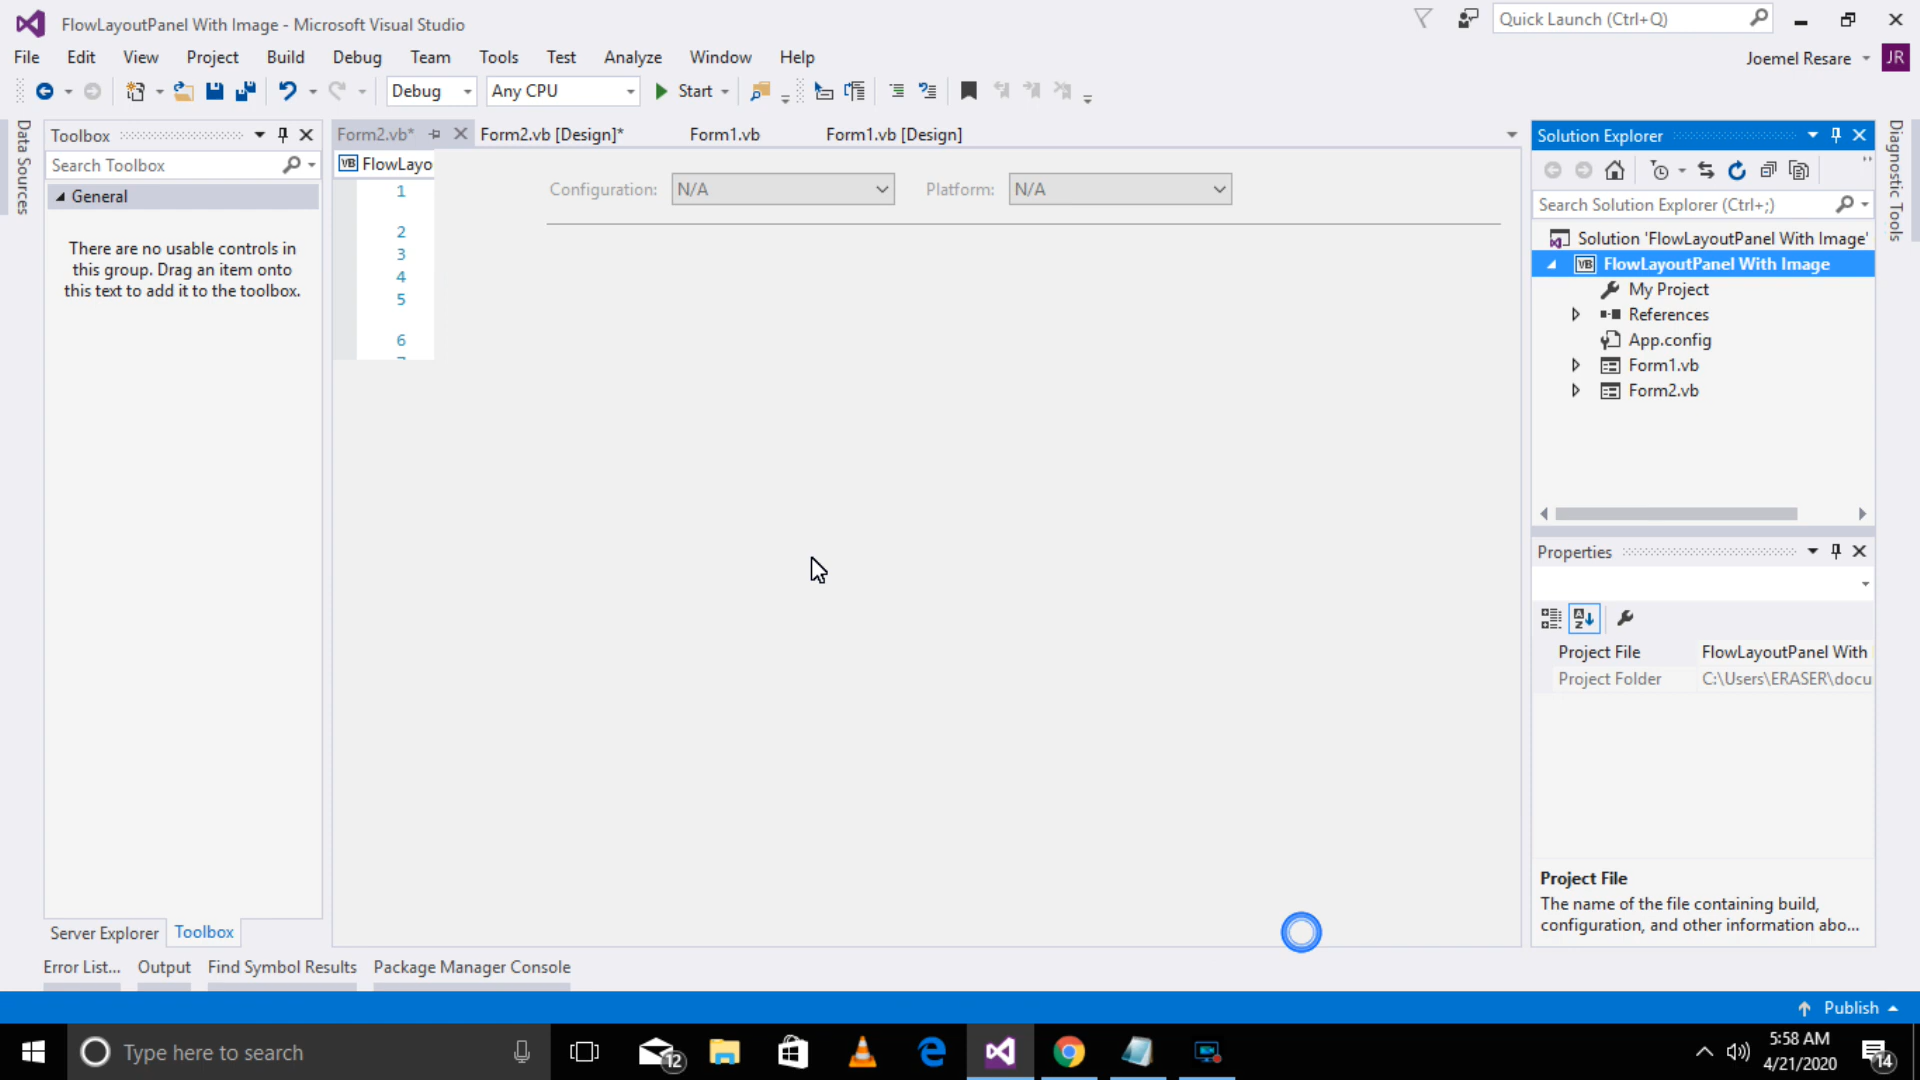 FlowLayoutPanel With Image - Microsoft Visual Studio
Quick Launch (Ctrl+Q)
File Edit View Project Build Debug Team Tools Test Analyze Window Help
Joemel Resare JR
Debug Any CPU Start
Data Sources
Toolbox
Search Toolbox
General
There are no usable controls in
this group. Drag an item onto
this text to add it to the toolbox.
Server Explorer Toolbox
Form2.vb* Form2.vb [Design]* Form1.vb Form1.vb [Design]
VB FlowLayo
1
2
3
4
5
6
Configuration: N/A Platform: N/A
Solution Explorer
Search Solution Explorer (Ctrl+;)
Solution 'FlowLayoutPanel With Image'
VB FlowLayoutPanel With Image
My Project
References
App.config
Form1.vb
Form2.vb
Diagnostic Tools
Properties
Project File FlowLayoutPanel With
Project Folder C:\Users\ERASER\docu
Project File
The name of the file containing build,
configuration, and other information abo...
Error List... Output Find Symbol Results Package Manager Console
Publish
Type here to search
12
5:58 AM
4/21/2020
14